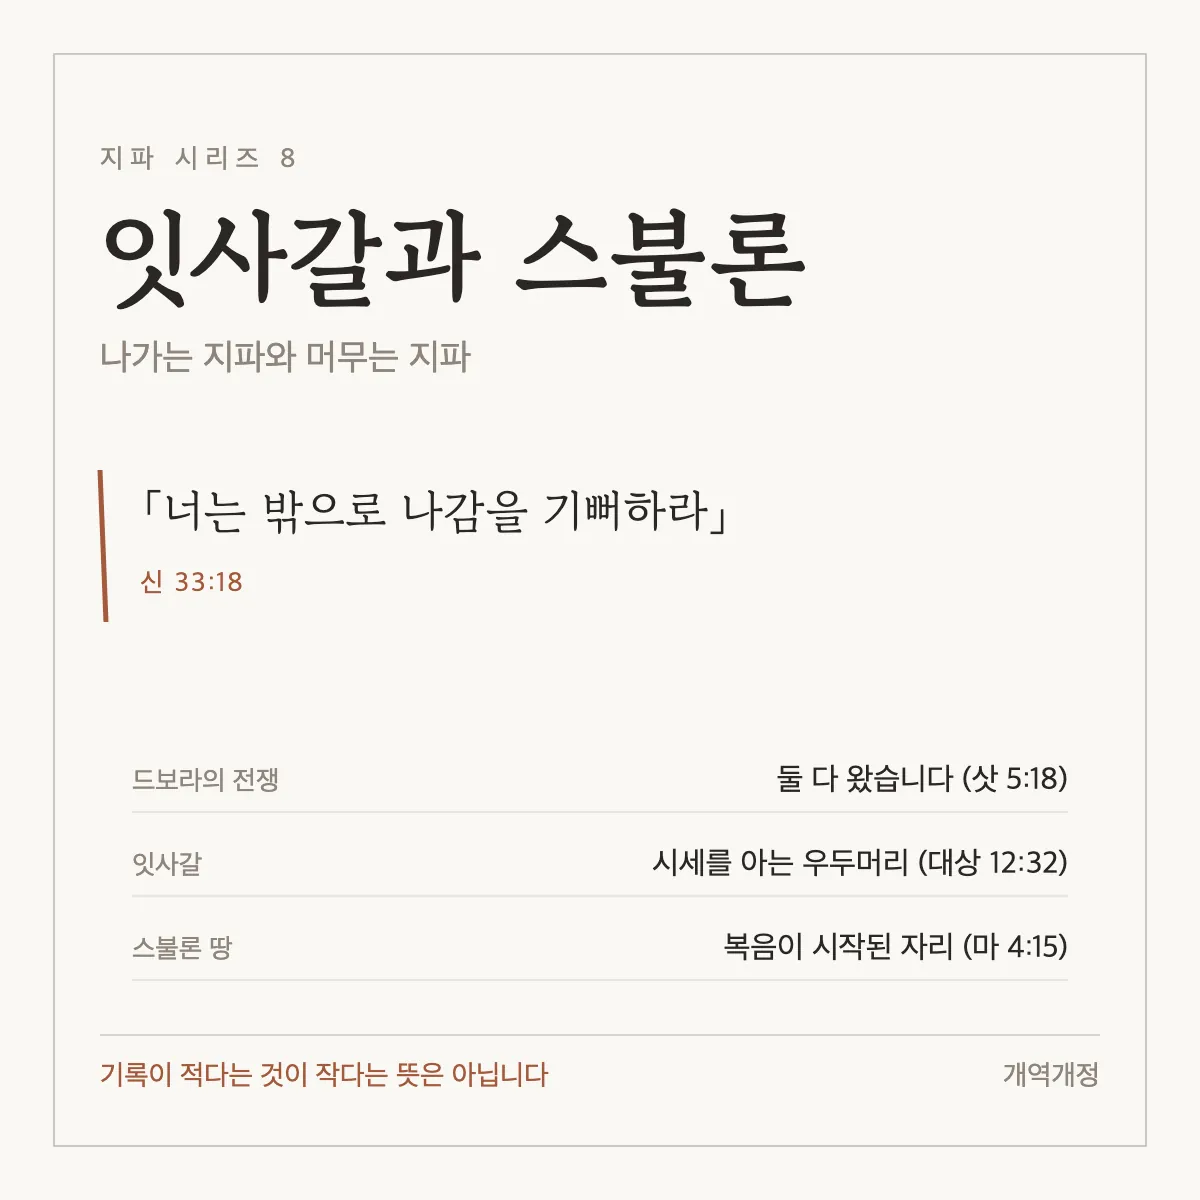 지파 시리즈 8
잇사갈과 스불론
나가는 지파와 머무는 지파
「너는 밖으로 나감을 기뻐하라」
신 33:18
드보라의 전쟁 둘 다 왔습니다 (삿 5:18)
잇사갈 시세를 아는 우두머리 (대상 12:32)
스불론 땅 복음이 시작된 자리 (마 4:15)
기록이 적다는 것이 작다는 뜻은 아닙니다 개역개정